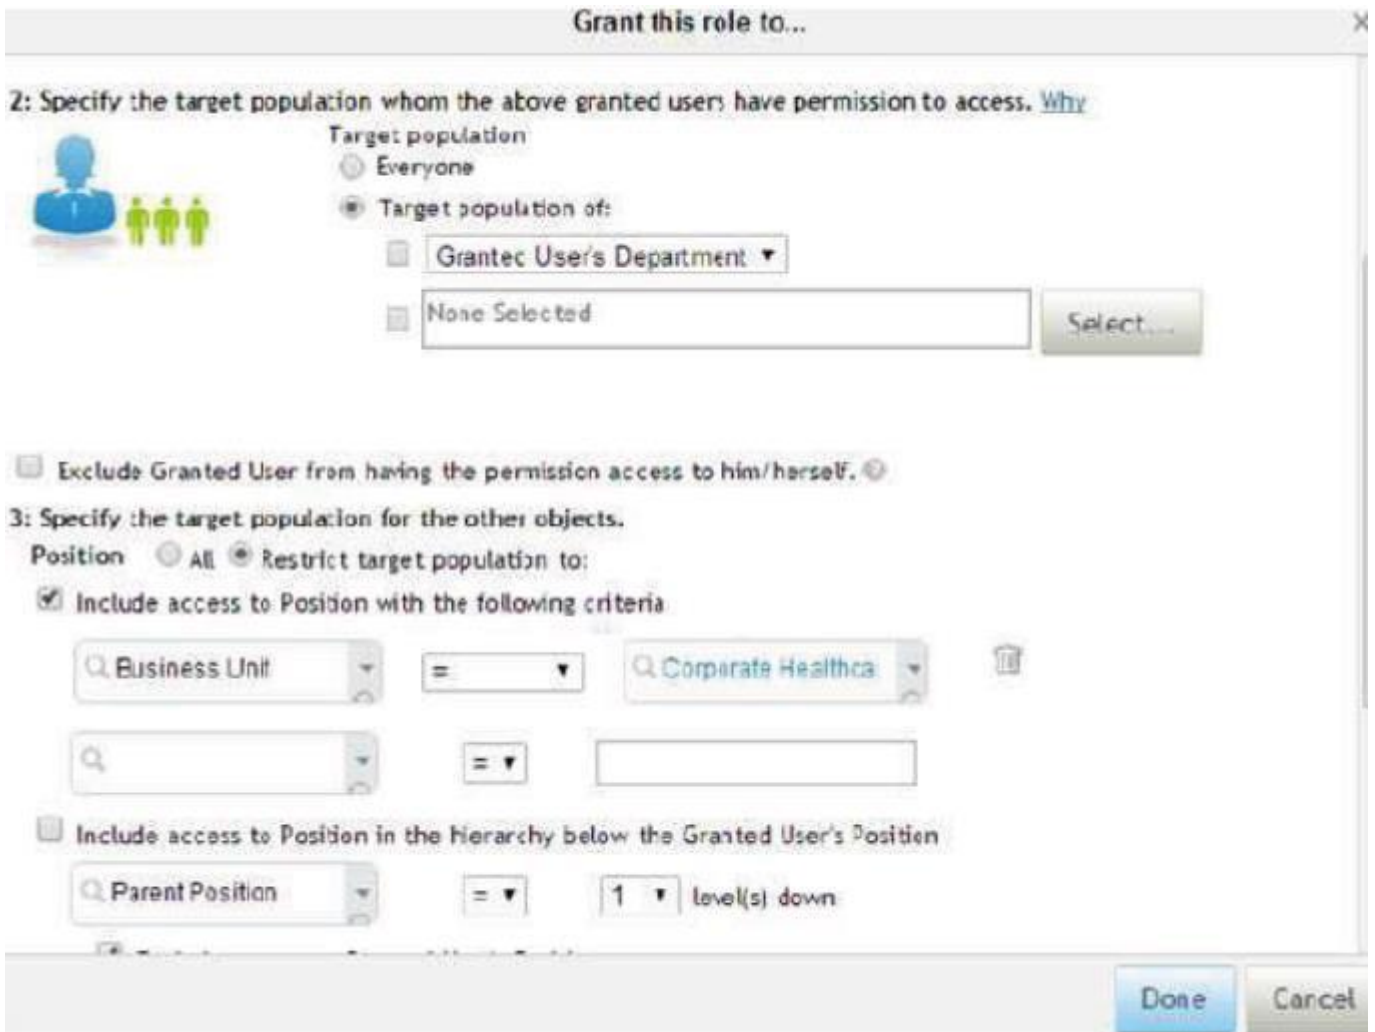 Grant this role to...
2: Specify the target population whom the above granted users have permission to access. Why
Target population
Everyone
Target population of:
Grantec User's Department
None Selected
Select....
Exclude Granted User from having the permission access to him/herself.
3: Specify the target population for the other objects.
Position All Restrict target population to:
Include access to Position with the following criteria
Business Unit = Corporate Healthca
=
Include access to Position in the hierarchy below the Granted User's Position
Parent Position = 1 level(s) down
Done Cancel